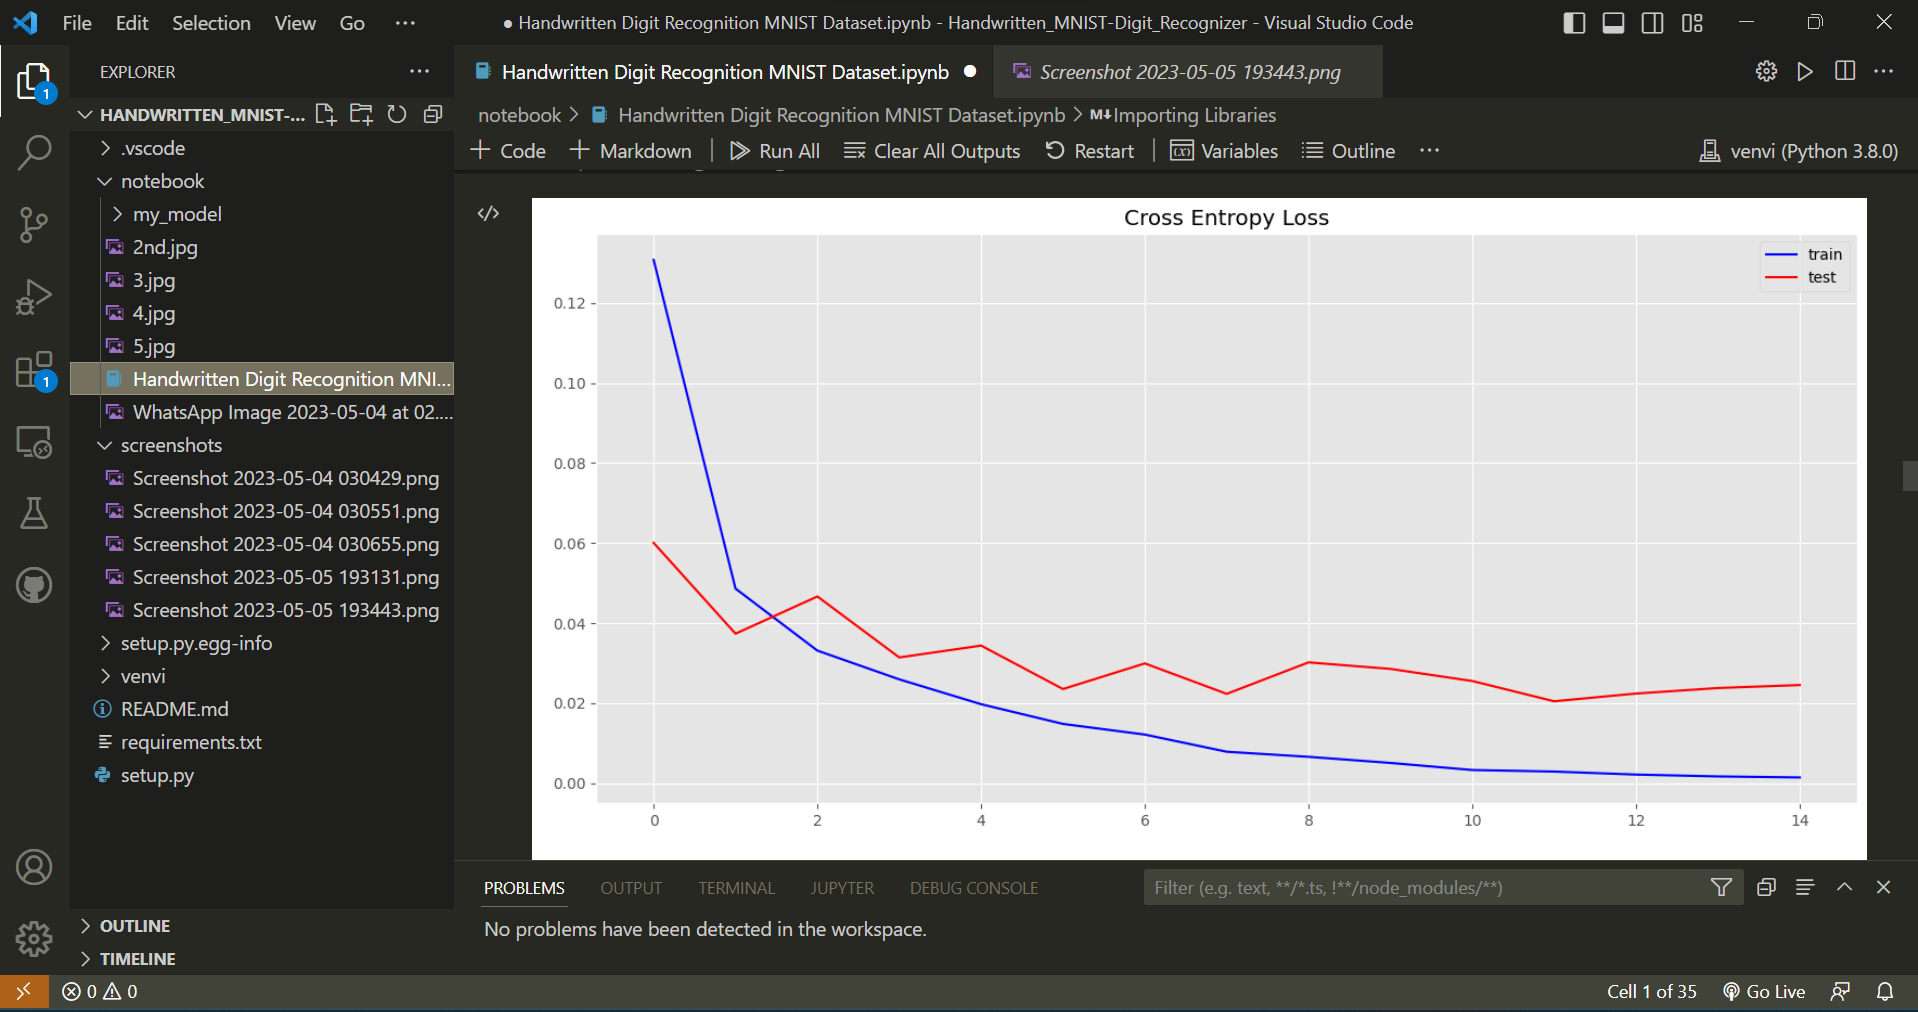 File Edit Selection View Go ···
● Handwritten Digit Recognition MNIST Dataset.ipynb - Handwritten_MNIST-Digit_Recognizer - Visual Studio Code
EXPLORER
HANDWRITTEN_MNIST-...
.vscode
notebook
my_model
2nd.jpg
3.jpg
4.jpg
5.jpg
Handwritten Digit Recognition MNI...
WhatsApp Image 2023-05-04 at 02....
screenshots
Screenshot 2023-05-04 030429.png
Screenshot 2023-05-04 030551.png
Screenshot 2023-05-04 030655.png
Screenshot 2023-05-05 193131.png
Screenshot 2023-05-05 193443.png
setup.py.egg-info
venvi
README.md
requirements.txt
setup.py
OUTLINE
TIMELINE
1
1
Handwritten Digit Recognition MNIST Dataset.ipynb
Screenshot 2023-05-05 193443.png
notebook > Handwritten Digit Recognition MNIST Dataset.ipynb > M↓Importing Libraries
+ Code + Markdown | Run All Clear All Outputs Restart | Variables Outline ···
venvi (Python 3.8.0)
Cross Entropy Loss
train
test
0.12
0.10
0.08
0.06
0.04
0.02
0.00
0 2 4 6 8 10 12 14
PROBLEMS OUTPUT TERMINAL JUPYTER DEBUG CONSOLE
Filter (e.g. text, **/*.ts, !**/node_modules/**)
No problems have been detected in the workspace.
0 0
Cell 1 of 35 Go Live